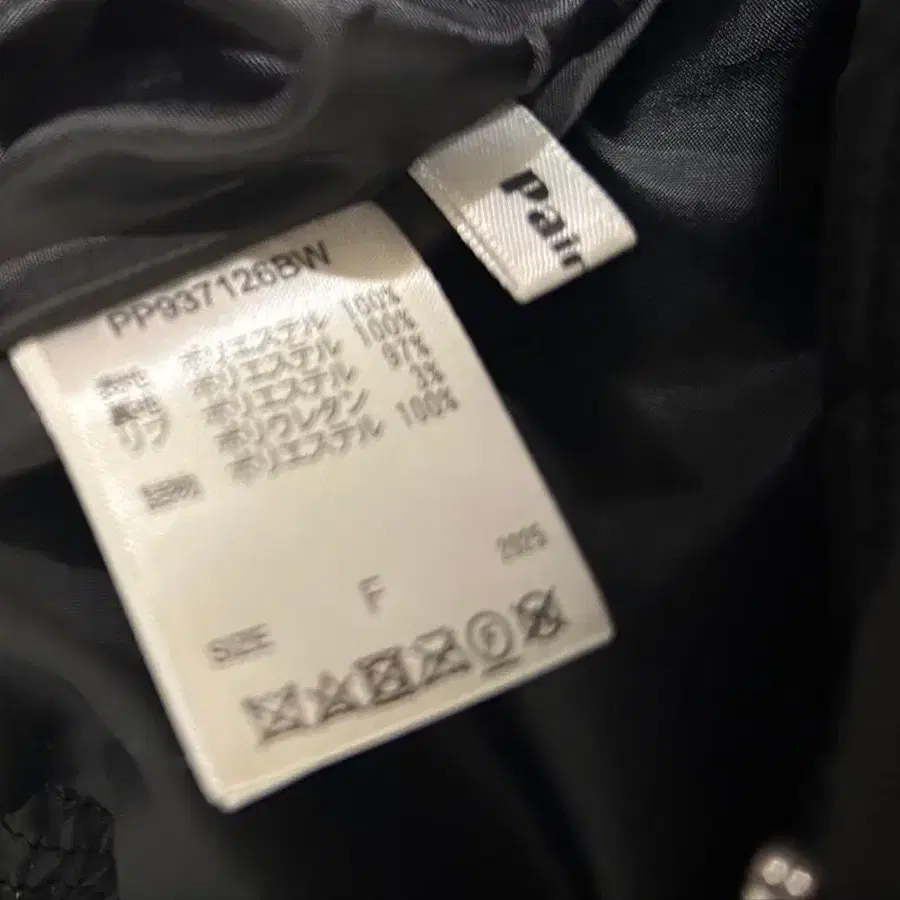 Pai
PP937126BW
ポリエステル 100%
ポリエステル 100%
リブ ポリエステル 97%
ポリウレタン 3%
ポリエステル 100%
2025
SIZE F
F